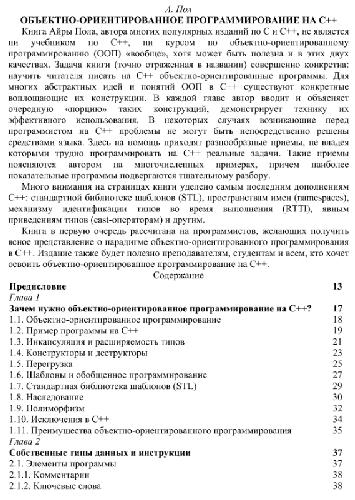 А. Пол
ОБЪЕКТНО-ОРИЕНТИРОВАННОЕ ПРОГРАММИРОВАНИЕ НА С++
Книга Айры Пола, автора многих популярных изданий по С и С++, не является
ни учебником по С++, ни курсом по объектно-ориентированному
программированию (ООП) «вообще», хотя может быть полезна и в этих двух
качествах. Задача книги (точно отраженная в названии) совершенно конкретна:
научить читателя писать на С++ объектно-ориентированные программы. Для
многих абстрактных идей и понятий ООП в С++ существуют конкретные
воплощающие их конструкции. В каждой главе автор вводит и объясняет
очередную «порцию» таких конструкций, демонстрирует технику их
эффективного использования. В некоторых случаях возникающие перед
программистом на С++ проблемы не могут быть непосредственно решены
средствами языка. Здесь на помощь приходят разнообразные приемы, не владея
которыми трудно программировать на С++ реальные задачи. Такие приемы
поясняются автором на многочисленных примерах, причем наиболее
показательные программы подвергаются тщательному разбору.
Много внимания на страницах книги уделено самым последним дополнениям
С++: стандартной библиотеке шаблонов (STL), пространствам имен (namespaces),
механизму идентификации типов во время выполнения (RTTI), явным
приведениям типов (cast-операторам) и другим.
Книга в первую очередь рассчитана на программистов, желающих получить
ясное представление о парадигме объектно-ориентированного программирования
в С++. Издание также будет полезно преподавателям, студентам и всем, кто хочет
освоить объектно-ориентированное программирование на С++.
Содержание
Предисловие 13
Глава 1
Зачем нужно объектно-ориентированное программирование на С++? 17
1.1. Объектно-ориентированное программирование 18
1.2. Пример программы на С++ 19
1.3. Инкапсуляция и расширяемость типов 21
1.4. Конструкторы и деструкторы 23
1.5. Перегрузка 25
1.6. Шаблоны и обобщенное программирование 27
1.7. Стандартная библиотека шаблонов (STL) 29
1.8. Наследование 30
1.9. Полиморфизм 32
1.10. Исключения в С++ 34
1.11. Преимущества объектно-ориентированного программирования 35
Глава 2
Собственные типы данных и инструкции 37
2.1. Элементы программы 37
2.1.1. Комментарии 38
2.1.2. Ключевые слова 38